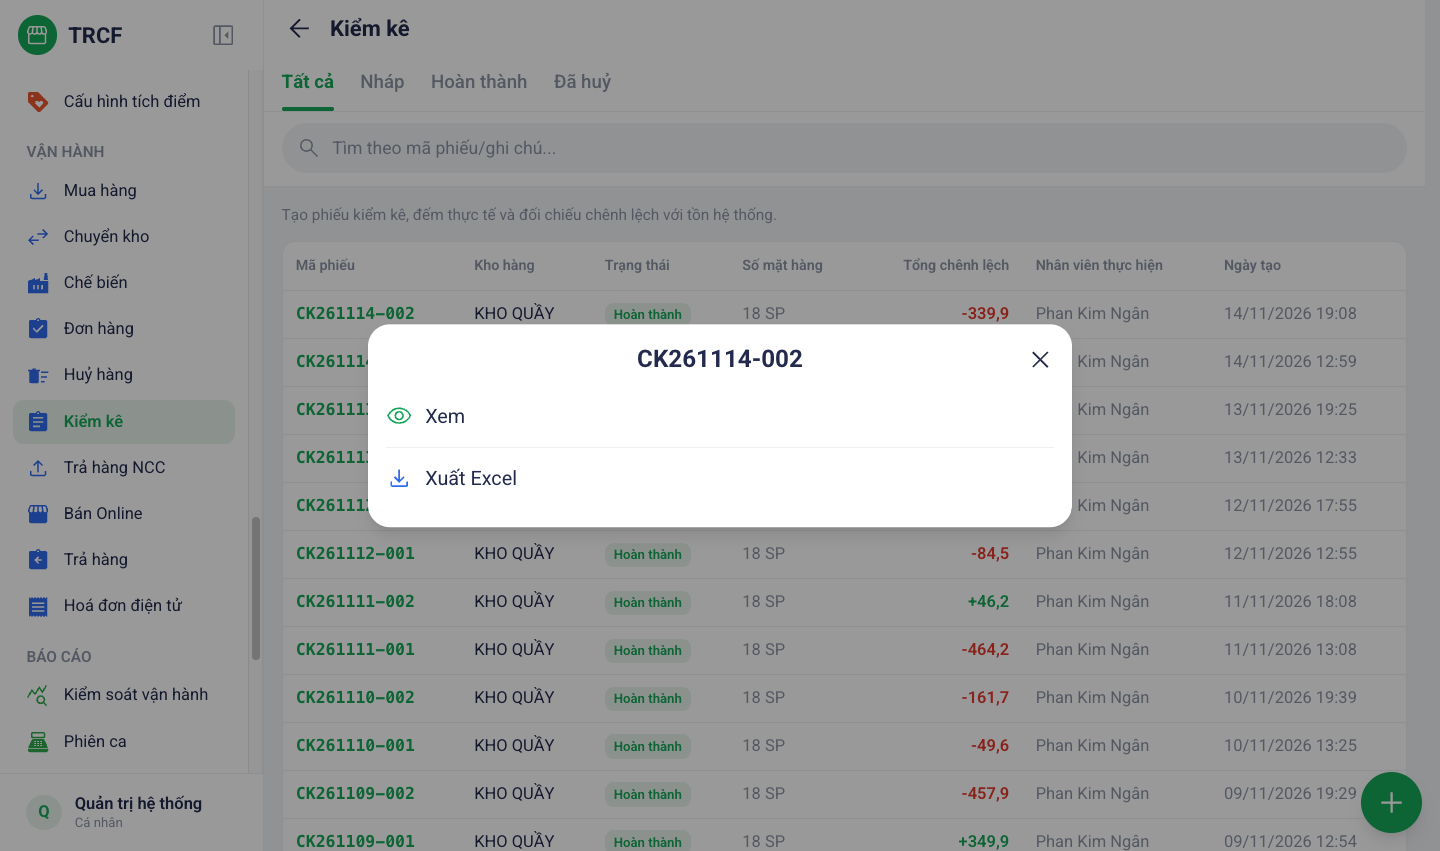 TRCF
Cấu hình tích điểm
VẬN HÀNH
Mua hàng
Chuyển kho
Chế biến
Đơn hàng
Huỷ hàng
Kiểm kê
Trả hàng NCC
Bán Online
Trả hàng
Hoá đơn điện tử
BÁO CÁO
Kiểm soát vận hành
Phiên ca
Q
Quản trị hệ thống
Cá nhân
Kiểm kê
Tất cả Nháp Hoàn thành Đã huỷ
Tìm theo mã phiếu/ghi chú...
Tạo phiếu kiểm kê, đếm thực tế và đối chiếu chênh lệch với tồn hệ thống.
Mã phiếu Kho hàng Trạng thái Số mặt hàng Tổng chênh lệch Nhân viên thực hiện Ngày tạo
CK261114-002 KHO QUẦY Hoàn thành 18 SP -339,9 Phan Kim Ngân 14/11/2026 19:08
Kim Ngân 14/11/2026 12:59
Kim Ngân 13/11/2026 19:25
Kim Ngân 13/11/2026 12:33
Kim Ngân 12/11/2026 17:55
CK261114-002
Xem
Xuất Excel
CK261112-001 KHO QUẦY Hoàn thành 18 SP -84,5 Phan Kim Ngân 12/11/2026 12:55
CK261111-002 KHO QUẦY Hoàn thành 18 SP +46,2 Phan Kim Ngân 11/11/2026 18:08
CK261111-001 KHO QUẦY Hoàn thành 18 SP -464,2 Phan Kim Ngân 11/11/2026 13:08
CK261110-002 KHO QUẦY Hoàn thành 18 SP -161,7 Phan Kim Ngân 10/11/2026 19:39
CK261110-001 KHO QUẦY Hoàn thành 18 SP -49,6 Phan Kim Ngân 10/11/2026 13:25
CK261109-002 KHO QUẦY Hoàn thành 18 SP -457,9 Phan Kim Ngân 09/11/2026 19:29
CK261109-001 KHO QUẦY Hoàn thành 18 SP +349,9 Phan Kim Ngân 09/11/2026 12:54